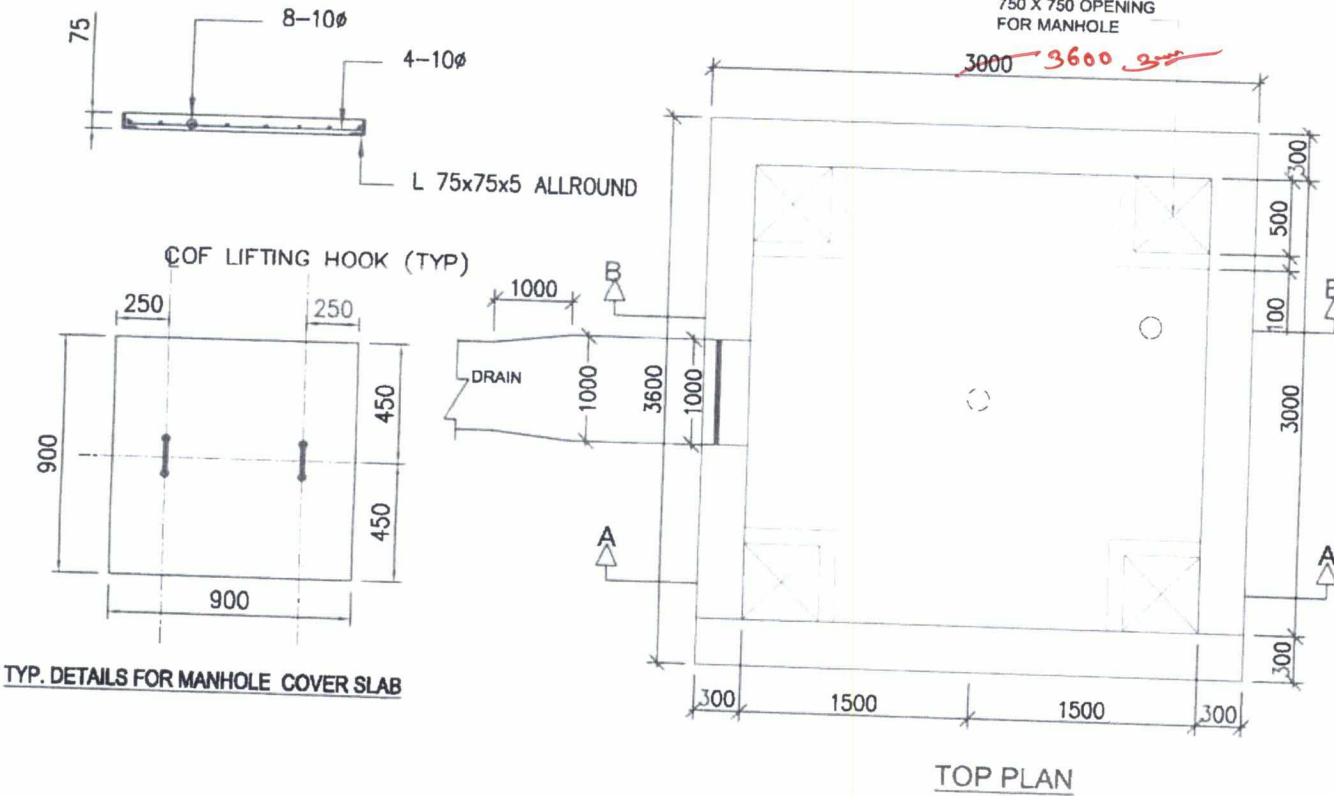 8-10ø
75
4-10ø
L 75x75x5 ALLROUND
COF LIFTING HOOK (TYP)
250
250
900
450
450
900
TYP. DETAILS FOR MANHOLE COVER SLAB
750 X 750 OPENING
FOR MANHOLE
3000 3600
300
500
100
3000
300
B
B
1000
DRAIN
1000
3600
1000
A
A
300
1500
1500
300
TOP PLAN